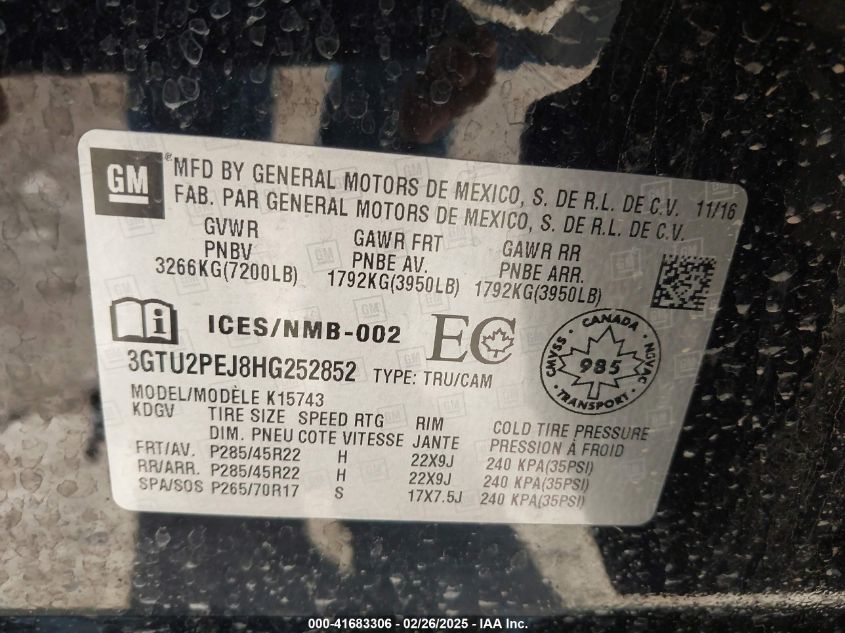 GM
MFD BY GENERAL MOTORS DE MEXICO, S. DE R.L. DE C.V. 11/16
FAB. PAR GENERAL MOTORS DE MEXICO, S. DE R.L. DE C.V.
GVWR GAWR FRT GAWR RR
PNBV PNBE AV. PNBE ARR.
3266KG(7200LB) 1792KG(3950LB) 1792KG(3950LB)
ICES/NMB-002 EC
CANADA CMVSS NSVAC 985 TRANSPORT
3GTU2PEJ8HG252852 TYPE: TRU/CAM
MODEL/MODÈLE K15743
KDGV TIRE SIZE SPEED RTG RIM COLD TIRE PRESSURE
DIM. PNEU COTE VITESSE JANTE PRESSION À FROID
FRT/AV. P285/45R22 H 22X9J 240 KPA(35PSI)
RR/ARR. P285/45R22 H 22X9J 240 KPA(35PSI)
SPA/SOS P265/70R17 S 17X7.5J 240 KPA(35PSI)
000-41683306 - 02/26/2025 - IAA Inc.